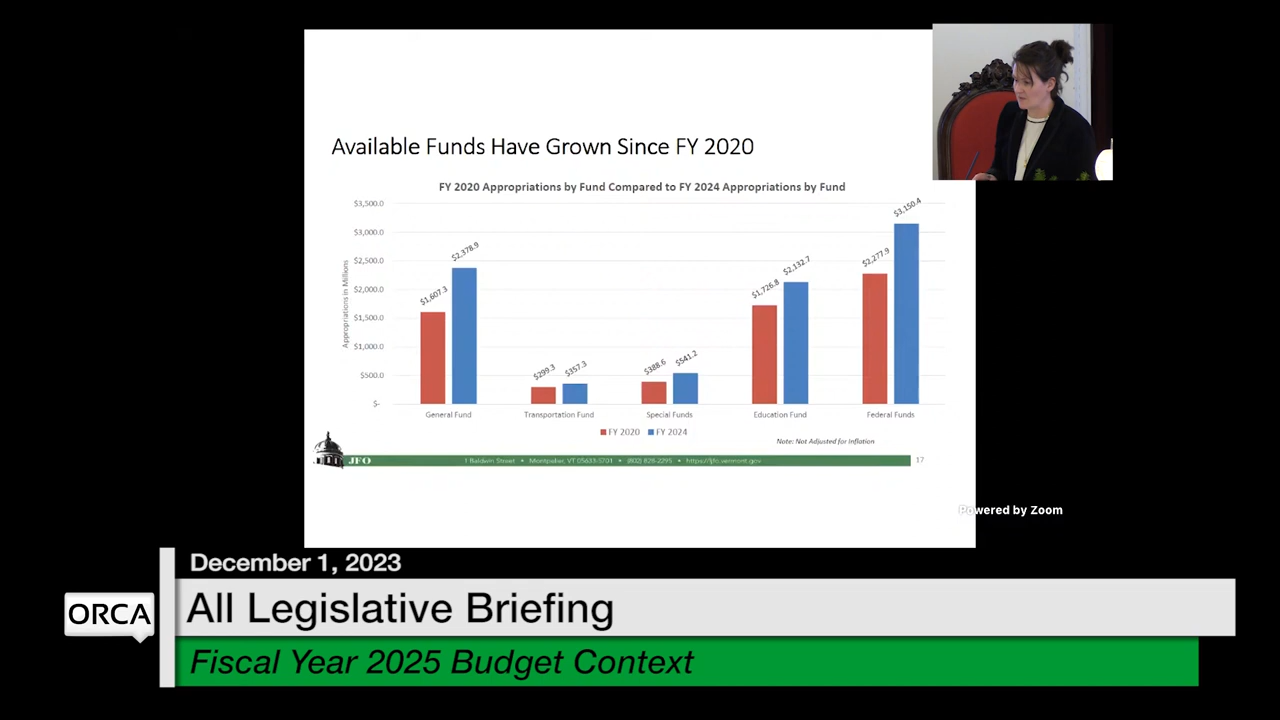 Available Funds Have Grown Since FY 2020
FY 2020 Appropriations by Fund Compared to FY 2024 Appropriations by Fund
Appropriations in Millions
$3,500.0
$3,000.0
$2,500.0
$2,000.0
$1,500.0
$1,000.0
$500.0
$-
$1,607.3
$2,378.9
$299.3
$357.3
$388.6
$541.2
$1,726.8
$2,132.7
$2,277.9
$3,150.4
General Fund
Transportation Fund
Special Funds
Education Fund
Federal Funds
FY 2020
FY 2024
Note: Not Adjusted for Inflation
JFO
1 Baldwin Street • Montpelier, VT 05633-5701 • (802) 828-2295 • https://jfo.vermont.gov
17
Powered by Zoom
December 1, 2023
ORCA
All Legislative Briefing
Fiscal Year 2025 Budget Context